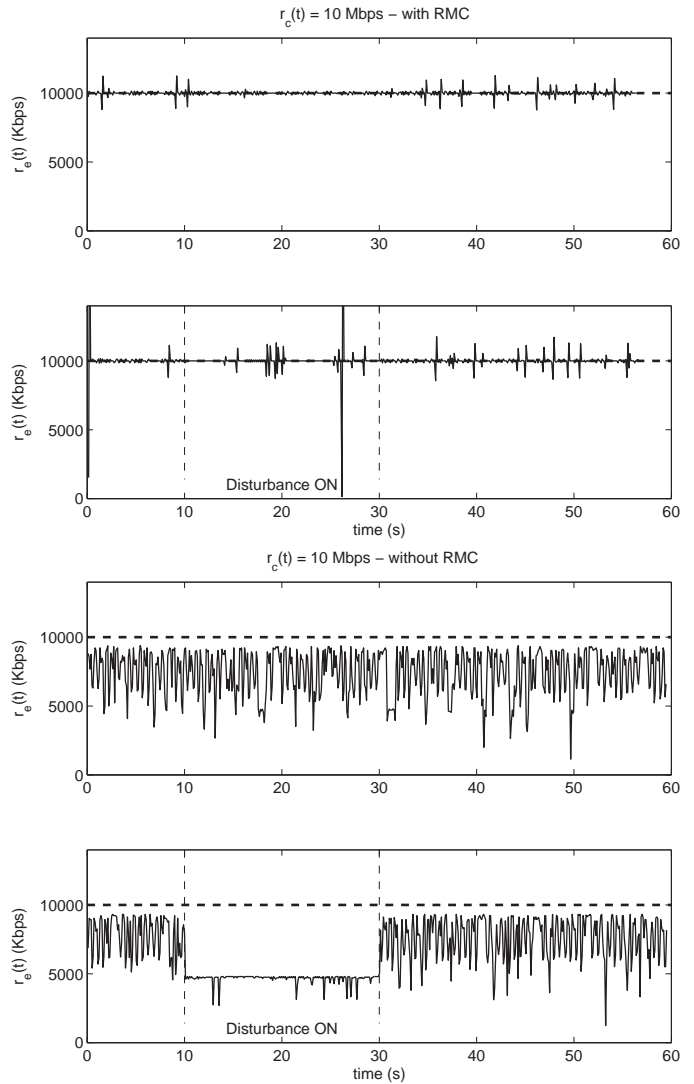 r_c(t) = 10 Mbps – with RMC
10000
5000
0
r_e(t) (Kbps)
0 10 20 30 40 50 60
10000
5000
0
r_e(t) (Kbps)
Disturbance ON
0 10 20 30 40 50 60
time (s)
r_c(t) = 10 Mbps – without RMC
10000
5000
0
r_e(t) (Kbps)
0 10 20 30 40 50 60
time (s)
10000
5000
0
r_e(t) (Kbps)
Disturbance ON
0 10 20 30 40 50 60
time (s)